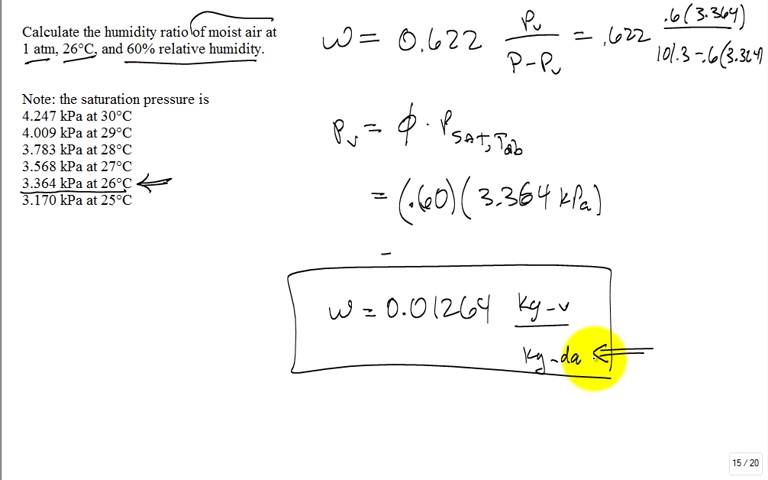 Calculate the humidity ratio of moist air at
1 atm, 26°C, and 60% relative humidity.
Note: the saturation pressure is
4.247 kPa at 30°C
4.009 kPa at 29°C
3.783 kPa at 28°C
3.568 kPa at 27°C
3.364 kPa at 26°C
3.170 kPa at 25°C
ω = 0.622 Pv / P-Pv = .622 .6(3.364) / 101.3-.6(3.364)
Pv = ϕ · PSAT,Tdb
= (.60)(3.364 kPa)
=
ω = 0.01264 kg-v / kg-da
15 / 20